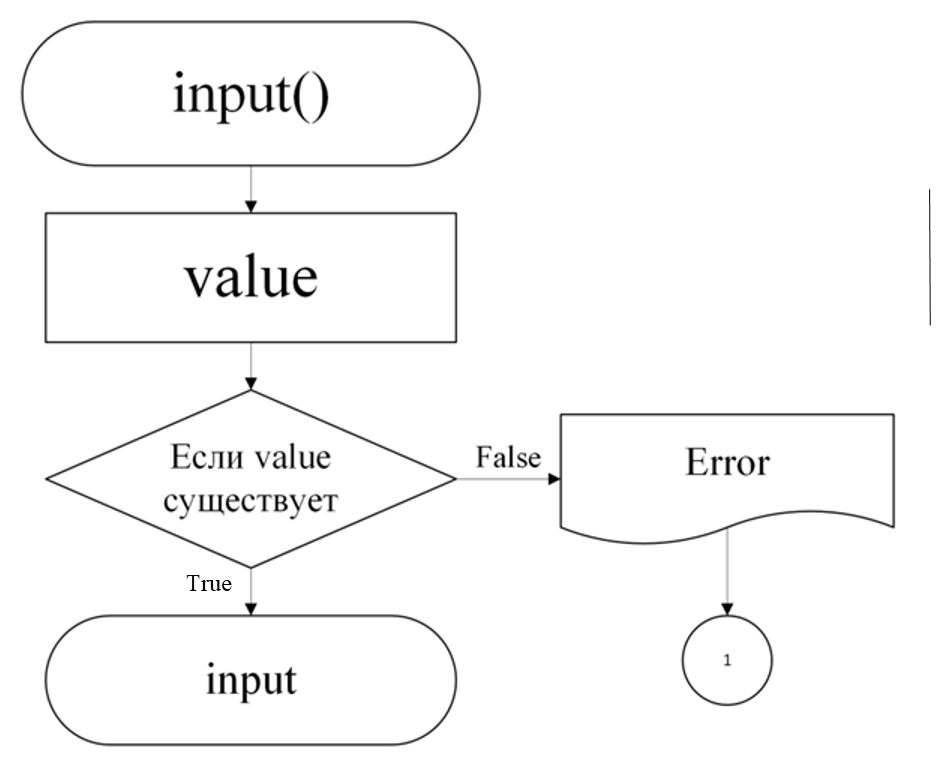 input()
value
Если value
существует
False
Error
True
input
1